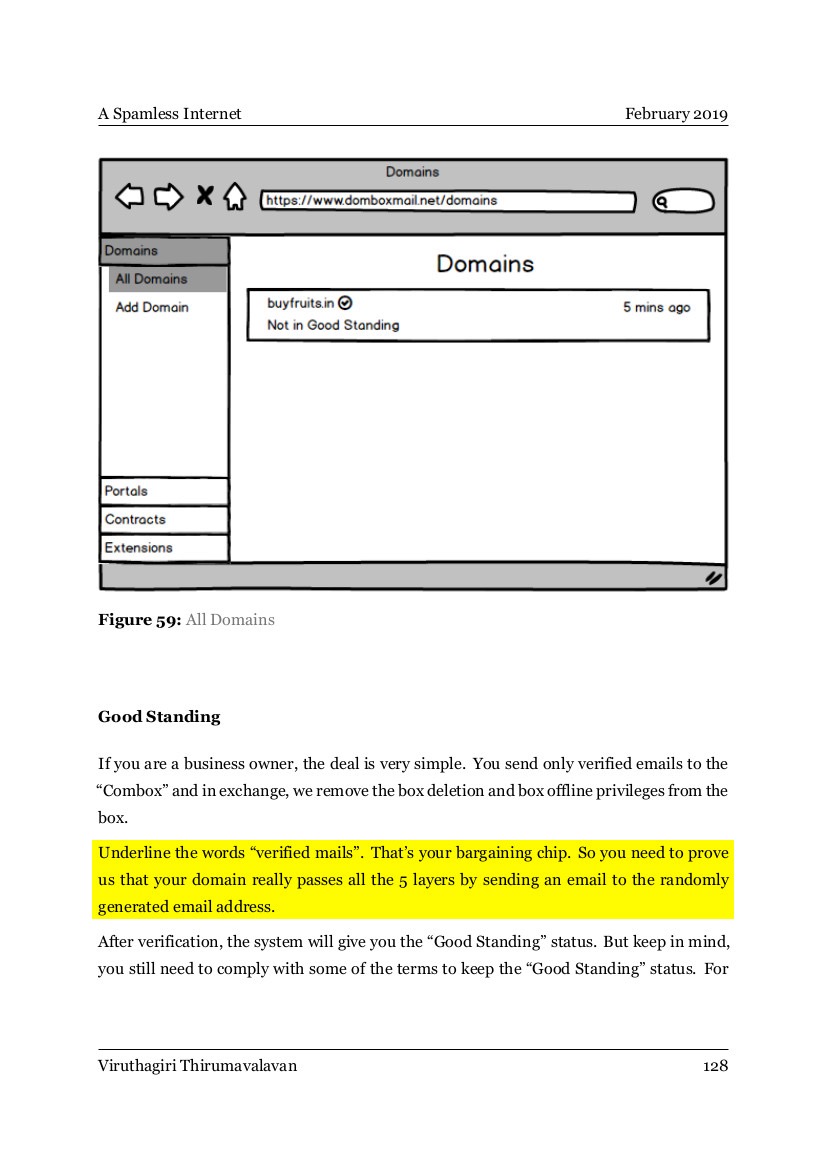 A Spamless Internet February 2019
Domains
https://www.domboxmail.net/domains
Domains
All Domains
Add Domain
Portals
Contracts
Extensions
Domains
buyfruits.in 5 mins ago
Not in Good Standing
Figure 59: All Domains
Good Standing
If you are a business owner, the deal is very simple. You send only verified emails to the
“Combox” and in exchange, we remove the box deletion and box offline privileges from the
box.
Underline the words “verified mails”. That’s your bargaining chip. So you need to prove
us that your domain really passes all the 5 layers by sending an email to the randomly
generated email address.
After verification, the system will give you the “Good Standing” status. But keep in mind,
you still need to comply with some of the terms to keep the “Good Standing” status. For
Viruthagiri Thirumavalavan 128